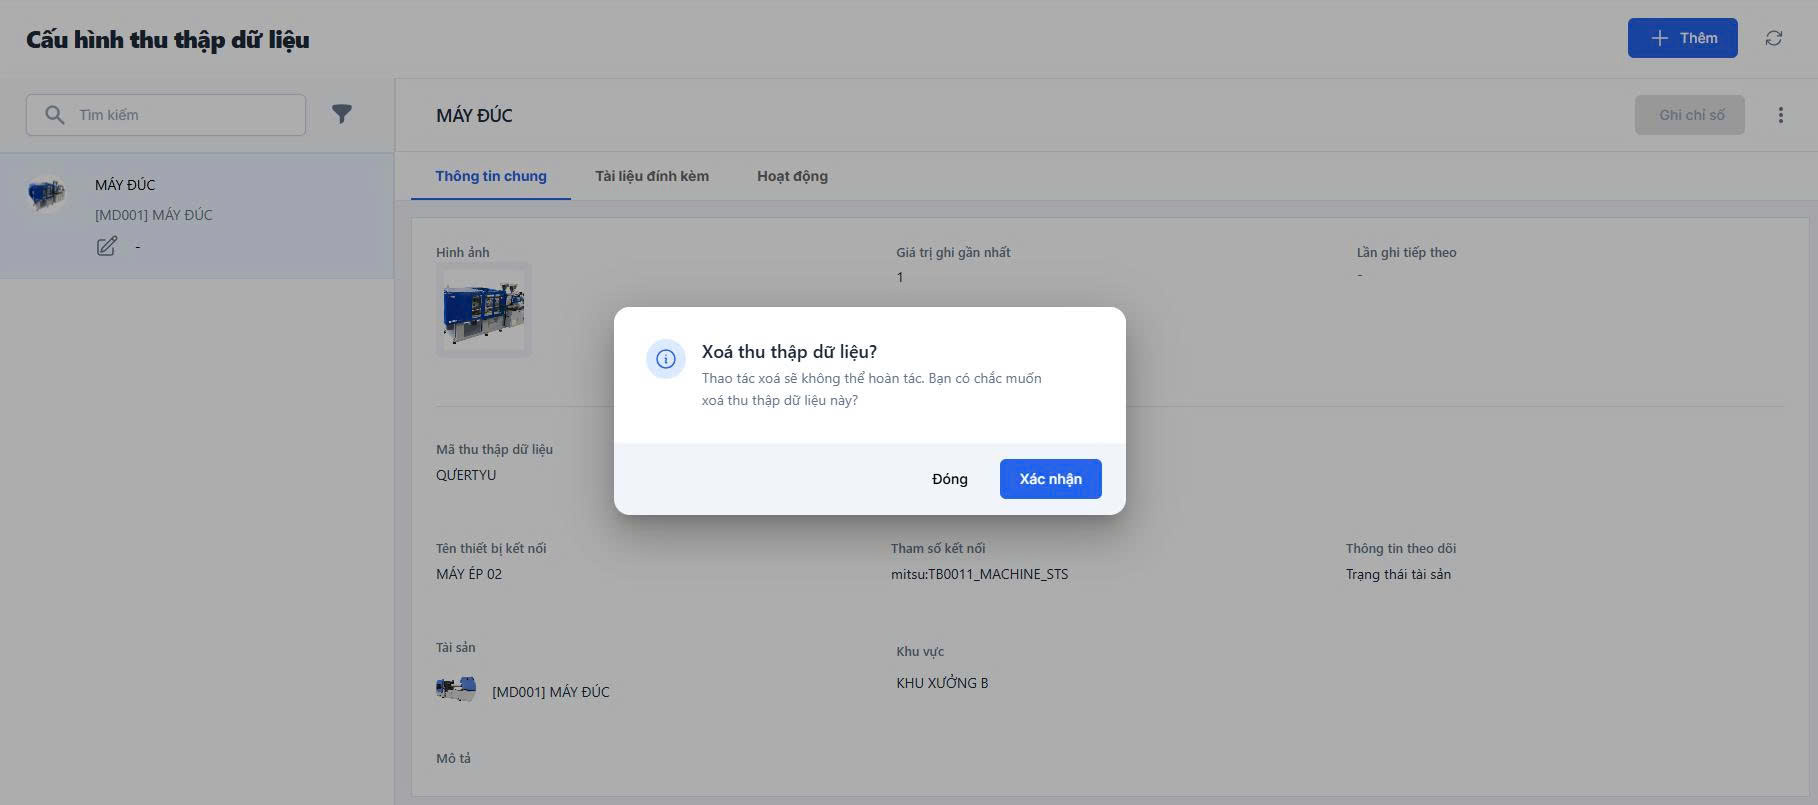 Cấu hình thu thập dữ liệu
Thêm
Tìm kiếm
MÁY ĐÚC
[MD001] MÁY ĐÚC
-
MÁY ĐÚC
Ghi chỉ số
Thông tin chung
Tài liệu đính kèm
Hoạt động
Hình ảnh
Giá trị ghi gần nhất
1
Lần ghi tiếp theo
-
Xoá thu thập dữ liệu?
Thao tác xoá sẽ không thể hoàn tác. Bạn có chắc muốn
xoá thu thập dữ liệu này?
Đóng
Xác nhận
Mã thu thập dữ liệu
QƯERTYU
Tên thiết bị kết nối
MÁY ÉP 02
Tham số kết nối
mitsu:TB0011_MACHINE_STS
Thông tin theo dõi
Trạng thái tài sản
Tài sản
[MD001] MÁY ĐÚC
Khu vực
KHU XƯỞNG B
Mô tả